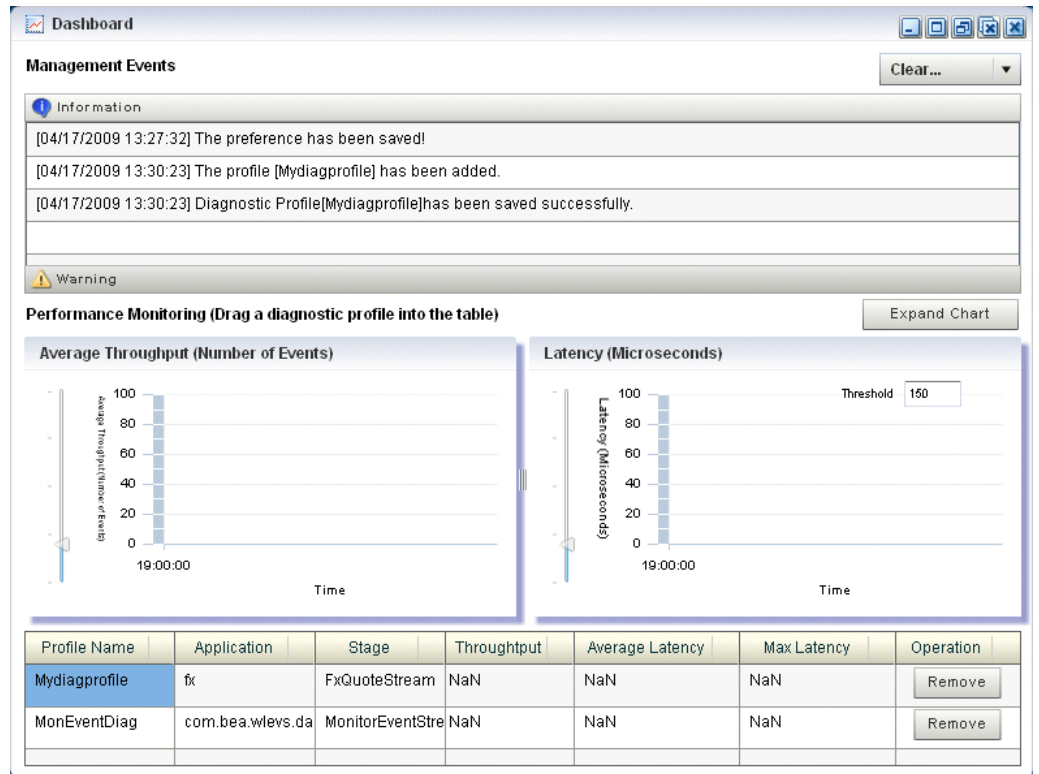 Dashboard
Management Events
Clear...
Information
[04/17/2009 13:27:32] The preference has been saved!
[04/17/2009 13:30:23] The profile [Mydiagprofile] has been added.
[04/17/2009 13:30:23] Diagnostic Profile[Mydiagprofile]has been saved successfully.
Warning
Performance Monitoring (Drag a diagnostic profile into the table)
Expand Chart
Average Throughput (Number of Events)
Average Throughput (Number of Events)
100
80
60
40
20
0
19:00:00
Time
Latency (Microseconds)
Threshold 150
Latency (Microseconds)
100
80
60
40
20
0
19:00:00
Time
Profile Name Application Stage Throughtput Average Latency Max Latency Operation
Mydiagprofile fx FxQuoteStream NaN NaN NaN Remove
MonEventDiag com.bea.wlevs.da MonitorEventStre NaN NaN NaN Remove